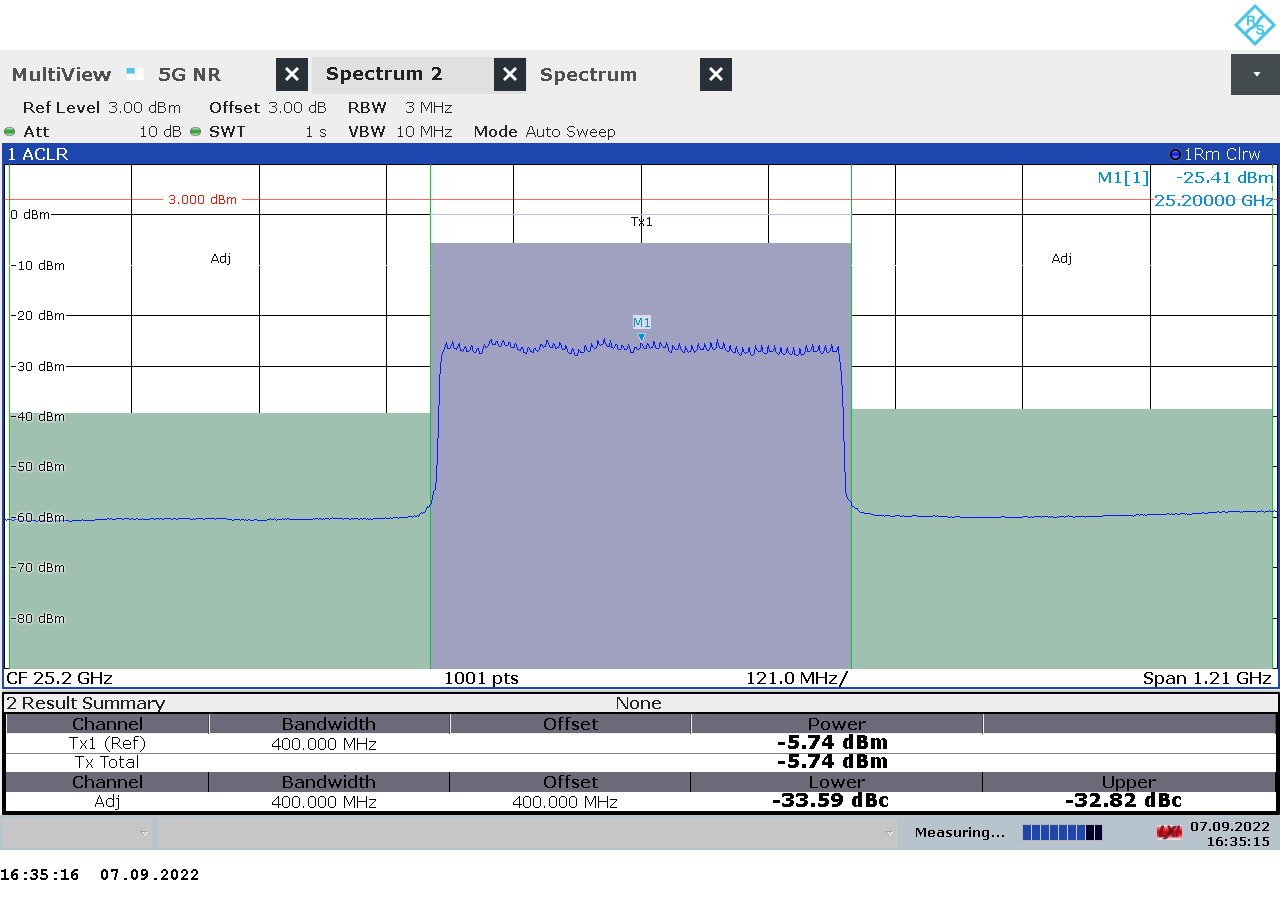 R/S
MultiView 5G NR Spectrum 2 Spectrum
Ref Level 3.00 dBm Offset 3.00 dB RBW 3 MHz
Att 10 dB SWT 1 s VBW 10 MHz Mode Auto Sweep
1 ACLR 1Rm Clrw
M1[1] -25.41 dBm
3.000 dBm 25.20000 GHz
0 dBm
Tx1
Adj Adj
-10 dBm
-20 dBm
M1
-30 dBm
-40 dBm
-50 dBm
-60 dBm
-70 dBm
-80 dBm
CF 25.2 GHz 1001 pts 121.0 MHz/ Span 1.21 GHz
2 Result Summary None
Channel Bandwidth Offset Power
Tx1 (Ref) 400.000 MHz -5.74 dBm
Tx Total -5.74 dBm
Channel Bandwidth Offset Lower Upper
Adj 400.000 MHz 400.000 MHz -33.59 dBc -32.82 dBc
Measuring... LXI 07.09.2022
16:35:15
16:35:16 07.09.2022